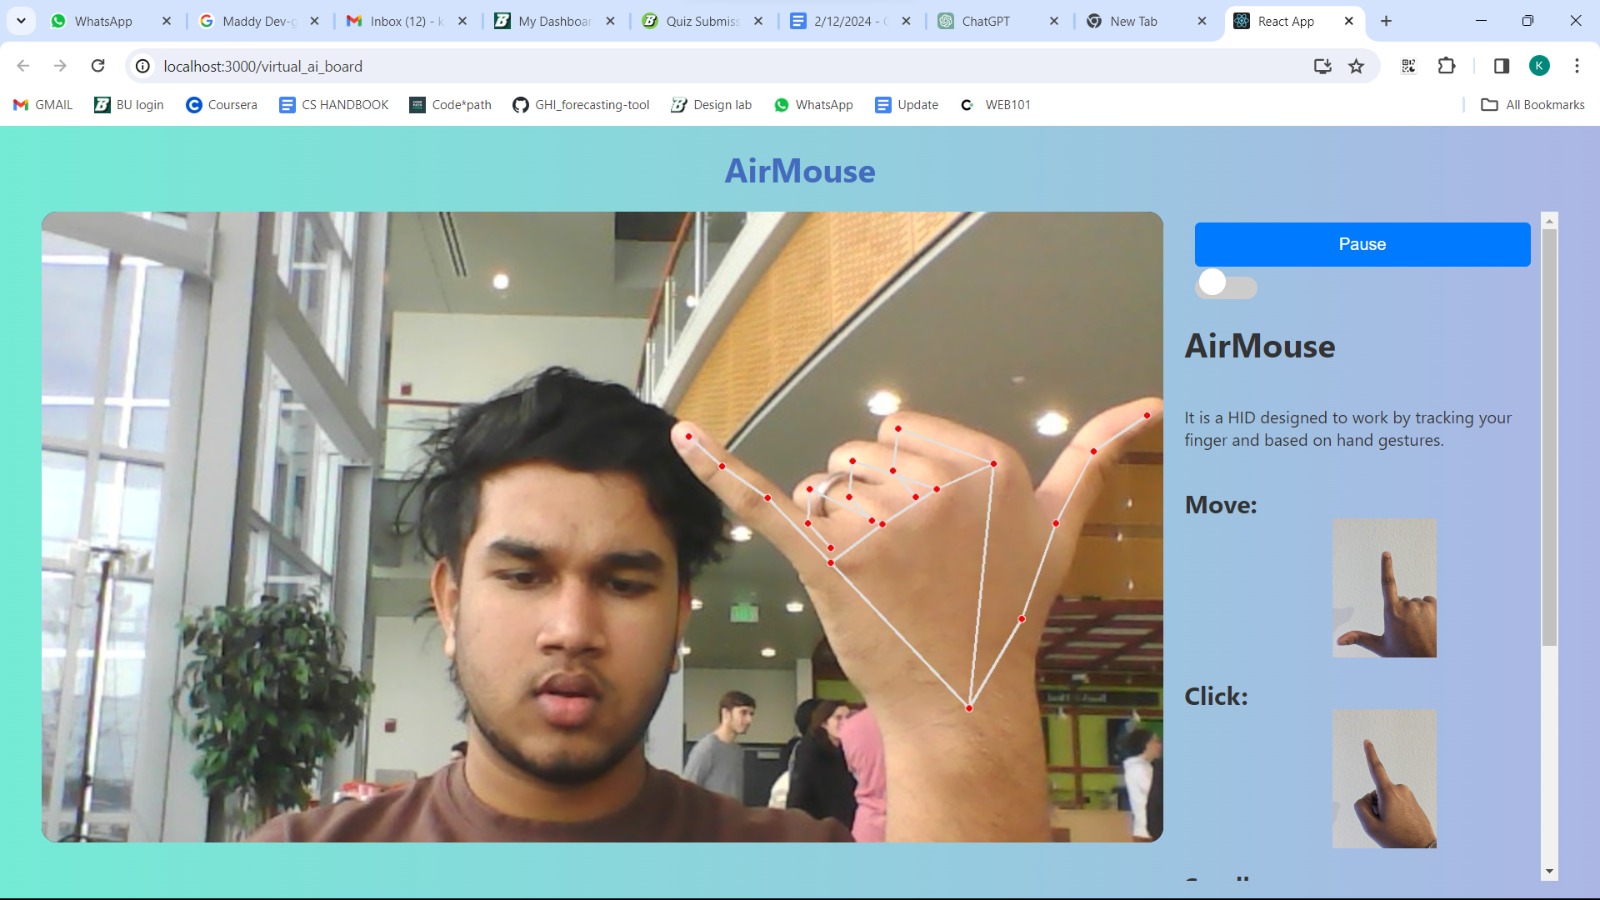 WhatsApp
Maddy Dev-g
Inbox (12) - k
My Dashboar
Quiz Submiss
2/12/2024 - C
ChatGPT
New Tab
React App
localhost:3000/virtual_ai_board
K
GMAIL
BU login
Coursera
CS HANDBOOK
Code*path
GHI_forecasting-tool
Design lab
WhatsApp
Update
WEB101
All Bookmarks
AirMouse
Pause
AirMouse
It is a HID designed to work by tracking your
finger and based on hand gestures.
Move:
Click: